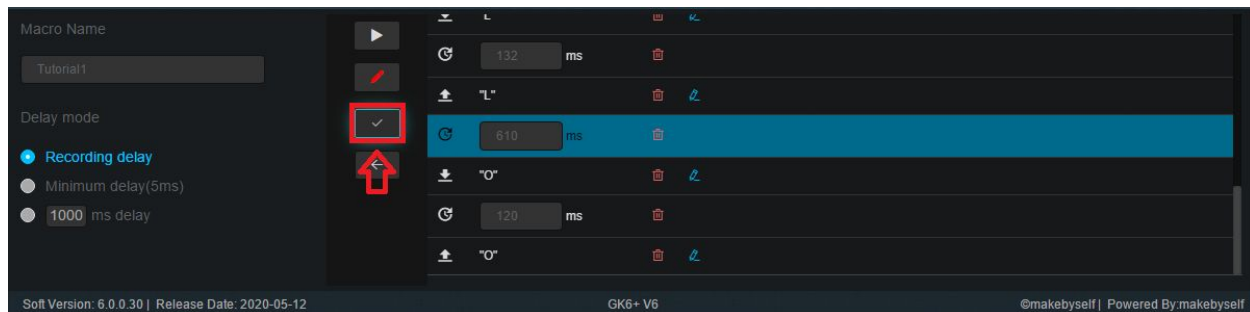 Macro Name
Tutorial1
Delay mode
Recording delay
Minimum delay(5ms)
1000 ms delay
"L"
132 ms
"L"
610 ms
"O"
120 ms
"O"
Soft Version: 6.0.0.30 | Release Date: 2020-05-12
GK6+ V6
©makebyself | Powered By:makebyself